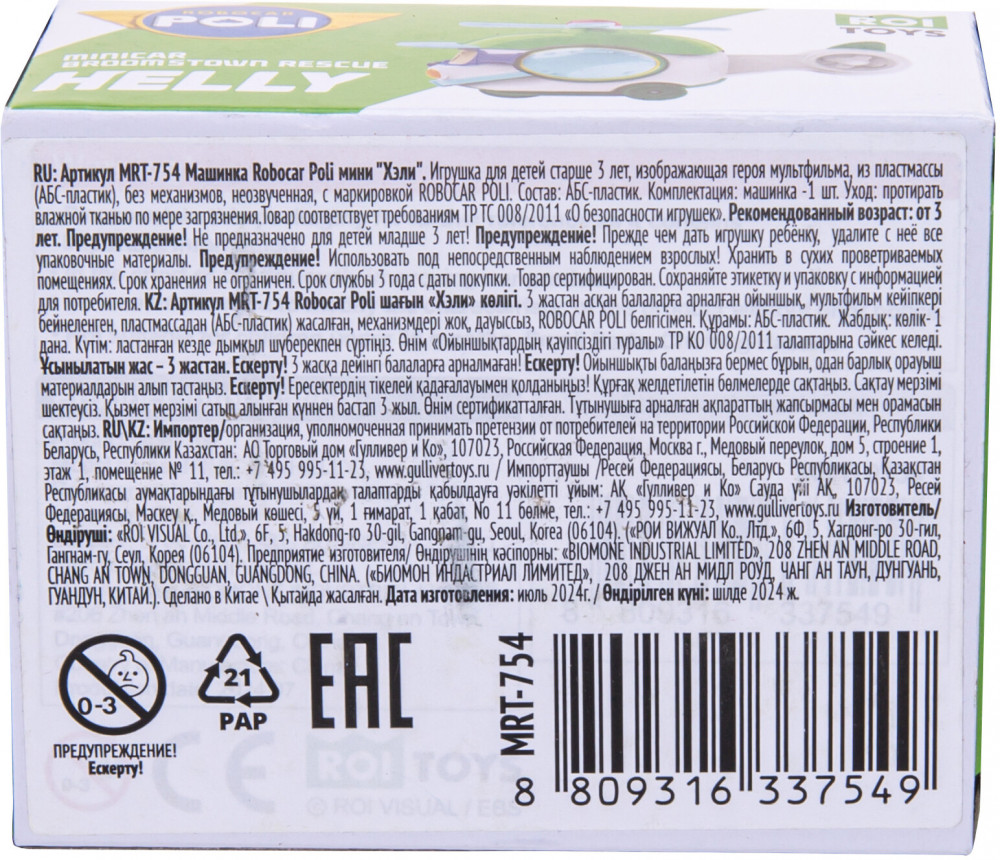 ROBOCAR
POLI
ROI
TOYS
MINICAR
BROOMSTOWN RESCUE
HELLY
RU: Артикул MRT-754 Машинка Robocar Poli мини "Хэли". Игрушка для детей старше 3 лет, изображающая героя мультфильма, из пластмассы
(АБС-пластик), без механизмов, неозвученная, с маркировкой ROBOCAR POLI. Состав: АБС-пластик. Комплектация: машинка -1 шт. Уход: протирать
влажной тканью по мере загрязнения.Товар соответствует требованиям ТР ТС 008/2011 «О безопасности игрушек». Рекомендованный возраст: от 3
лет. Предупреждение! Не предназначено для детей младше 3 лет! Предупреждение! Прежде чем дать игрушку ребёнку, удалите с неё все
упаковочные материалы. Предупреждение! Использовать под непосредственным наблюдением взрослых! Хранить в сухих проветриваемых
помещениях. Срок хранения не ограничен. Срок службы 3 года с даты покупки. Товар сертифицирован. Сохраняйте этикетку и упаковку с информацией
для потребителя. KZ: Артикул MRT-754 Robocar Poli шағын «Хэли» көлігі. 3 жастан асқан балаларға арналған ойыншық, мультфильм кейіпкері
бейнеленген, пластмассадан (АБС-пластик) жасалған, механизмдері жоқ, дауыссыз, ROBOCAR POLI белгісімен. Құрамы: АБС-пластик. Жабдық: көлік-1
дана. Күтім: ластанған кезде дымқыл шүберекпен сүртіңіз. Өнім «Ойыншықтардың қауіпсіздігі туралы» ТР КО 008/2011 талаптарына сәйкес келеді.
Ұсынылатын жас – 3 жастан. Ескерту! 3 жасқа дейінгі балаларға арналмаған! Ескерту! Ойыншықты балаңызға бермес бұрын, одан барлық орауыш
материалдарын алып тастаңыз. Ескерту! Ересектердің тікелей қадағалауымен қолданыңыз! Құрғақ желдетілетін бөлмелерде сақтаңыз. Сақтау мерзімі
шектеусіз. Қызмет мерзімі сатып алынған күннен бастап 3 жыл. Өнім сертификатталған. Тұтынушыға арналған ақпараттың жапсырмасы мен орамасын
сақтаңыз. RU\KZ: Импортер/организация, уполномоченная принимать претензии от потребителей на территории Российской Федерации, Республики
Беларусь, Республики Казахстан: АО Торговый дом «Гулливер и Ко», 107023, Российская Федерация, Москва г., Медовый переулок, дом 5, строение 1,
этаж 1, помещение № 11, тел.: +7 495 995-11-23, www.gullivertoys.ru / Импорттаушы /Ресей Федерациясы, Беларусь Республикасы, Қазақстан
Республикасы аумақтарындағы тұтынушылардан талаптарды қабылдауға уәкілетті ұйым: АҚ «Гулливер и Ко» Сауда үйі АҚ, 107023, Ресей
Федерациясы, Мәскеу қ., Медовый көшесі, 5 үй, 1 ғимарат, 1 қабат, No 11 бөлме, тел.: +7 495 995-11-23, www.gullivertoys.ru Изготовитель/
Өндіруші: «ROI VISUAL Co., Ltd.», 6F, 5, Hakdong-ro 30-gil, Gangnam-gu, Seoul, Korea (06104). («РОИ ВИЖУАЛ Ко., Лтд.», 6Ф, 5, Хагдонг-ро 30-гил,
Гангнам-гу, Сеул, Корея (06104). Предприятие изготовителя/ Өндірушінің кәсіпорны: «BIOMONE INDUSTRIAL LIMITED», 208 ZHEN AN MIDDLE ROAD,
CHANG AN TOWN, DONGGUAN, GUANGDONG, CHINA. («БИОМОН ИНДАСТРИАЛ ЛИМИТЕД», 208 ДЖЕН АН МИДЛ РОУД, ЧАНГ АН ТАУН, ДУНГУАНЬ,
ГУАНДУН, КИТАЙ.). Сделано в Китае \ Қытайда жасалған. Дата изготовления: июль 2024г. / Өндірілген күні: шілде 2024 ж.
0-3
ПРЕДУПРЕЖДЕНИЕ!
Ескерту!
21
PAP
EAC
MRT-754
8 809316 337549
CE
ROI TOYS
© ROI VISUAL / EBS